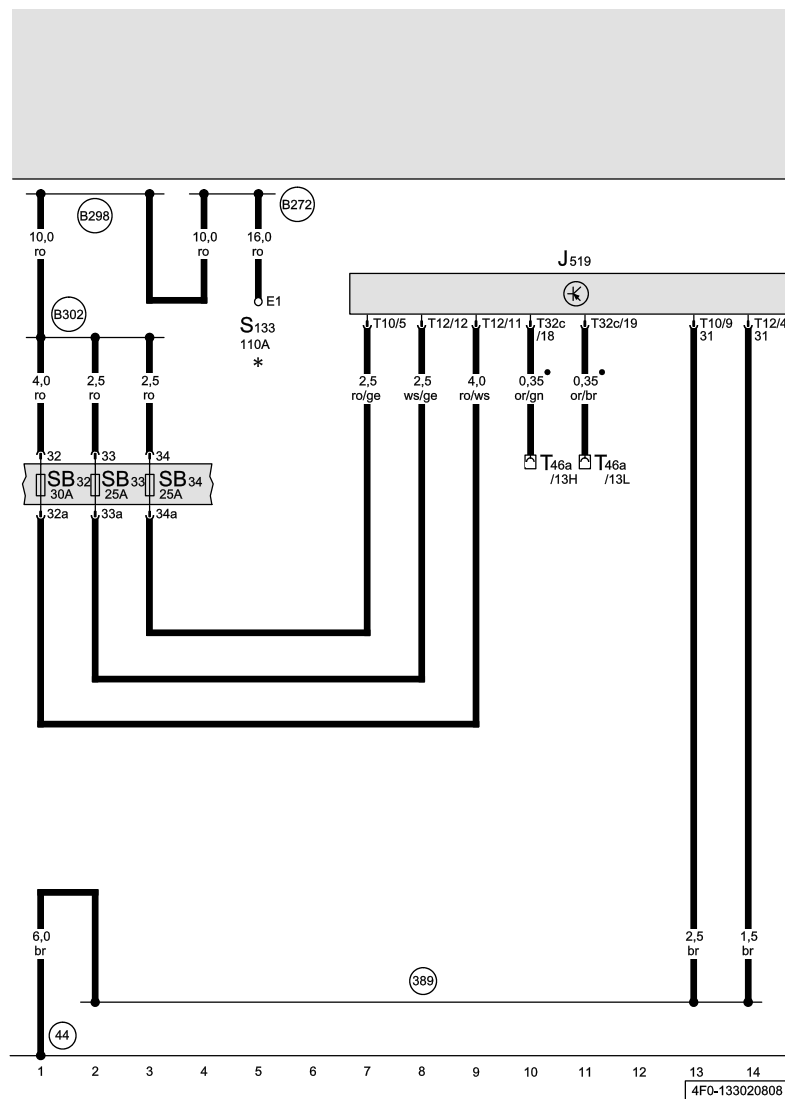 B298
B272
10,0
ro
10,0
ro
16,0
ro
E1
S133
110A
*
J519
B302
T10/5
T12/12
T12/11
T32c
/18
T32c/19
T10/9
31
T12/4
31
4,0
ro
2,5
ro
2,5
ro
2,5
ro/ge
2,5
ws/ge
4,0
ro/ws
0,35
or/gn
0,35
or/br
32
33
34
SB32
30A
SB33
25A
SB34
25A
T46a
/13H
T46a
/13L
32a
33a
34a
6,0
br
2,5
br
1,5
br
389
44
1 2 3 4 5 6 7 8 9 10 11 12 13 14
4F0-133020808